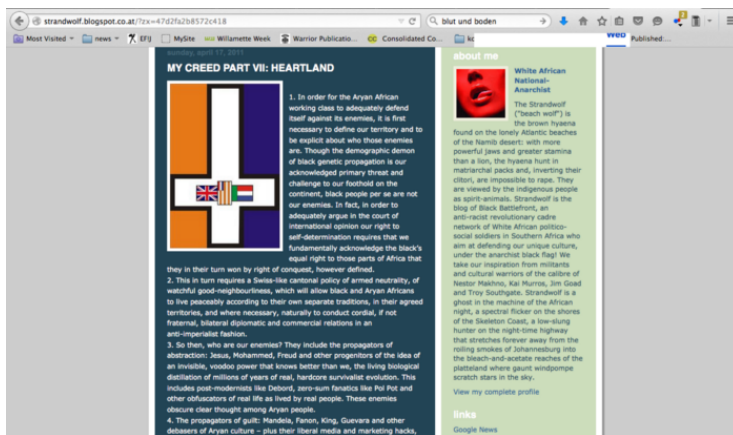 strandwolf.blogspot.co.at/?zx=47d2fa2b8572c418
blut und boden
Most Visited
news
EFIJ
MySite
Willamette Week
Warrior Publicatio...
Consolidated Co...
Web
Published...
sunday, april 17, 2011
MY CREED PART VII: HEARTLAND
1. In order for the Aryan African
working class to adequately defend
itself against its enemies, it is first
necessary to define our territory and to
be explicit about who those enemies
are. Though the demographic demon
of black genetic propagation is our
acknowledged primary threat and
challenge to our foothold on the
continent, black people per se are not
our enemies. In fact, in order to
adequately argue in the court of
international opinion our right to
self-determination requires that we
fundamentally acknowledge the black's
equal right to those parts of Africa that
they in their turn won by right of conquest, however defined.
2. This in turn requires a Swiss-like cantonal policy of armed neutrality, of
watchful good-neighbourliness, which will allow black and Aryan Africans
to live peaceably according to their own separate traditions, in their agreed
territories, and where necessary, naturally to conduct cordial, if not
fraternal, bilateral diplomatic and commercial relations in an
anti-imperialist fashion.
3. So then, who are our enemies? They include the propagators of
abstraction: Jesus, Mohammed, Freud and other progenitors of the idea of
an invisible, voodoo power that knows better than we, the living biological
distillation of millions of years of real, hardcore survivalist evolution. This
includes post-modernists like Debord, zero-sum fanatics like Pol Pot and
other obfuscators of real life as lived by real people. These enemies
obscure clear thought among Aryan people.
4. The propagators of guilt: Mandela, Fanon, King, Guevara and other
debasers of Aryan culture – plus their liberal media and marketing hacks,
about me
White African
National-
Anarchist
The Strandwolf
("beach wolf") is
the brown hyaena
found on the lonely Atlantic beaches
of the Namib desert: with more
powerful jaws and greater stamina
than a lion, the hyaena hunt in
matriarchal packs and, inverting their
clitori, are impossible to rape. They
are viewed by the indigenous people
as spirit-animals. Strandwolf is the
blog of Black Battlefront, an
anti-racist revolutionary cadre
network of White African politico-
social soldiers in Southern Africa who
aim at defending our unique culture,
under the anarchist black flag! We
take our inspiration from militants
and cultural warriors of the calibre of
Nestor Makhno, Kai Murros, Jim Goad
and Troy Southgate. Strandwolf is a
ghost in the machine of the African
night, a spectral flicker on the shores
of the Skeleton Coast, a low-slung
hunter on the night-time highway
that stretches forever away from the
rolling smokes of Johannesburg into
the bleach-and-acetate reaches of the
platteland where gaunt windpompe
scratch stars in the sky.
View my complete profile
links
Google News